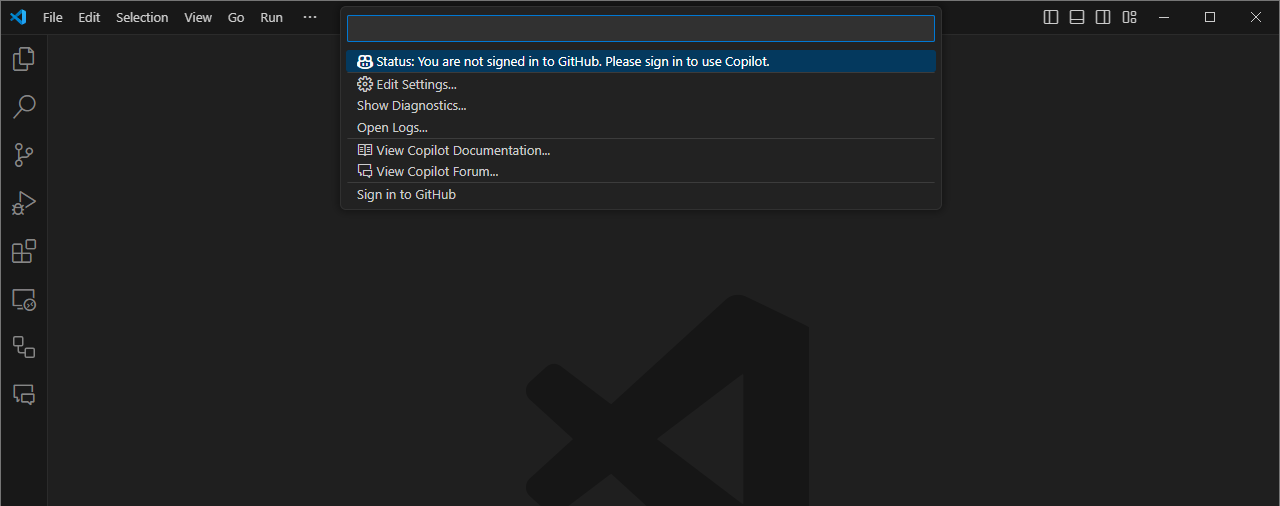 File Edit Selection View Go Run ···
Status: You are not signed in to GitHub. Please sign in to use Copilot.
Edit Settings...
Show Diagnostics...
Open Logs...
View Copilot Documentation...
View Copilot Forum...
Sign in to GitHub